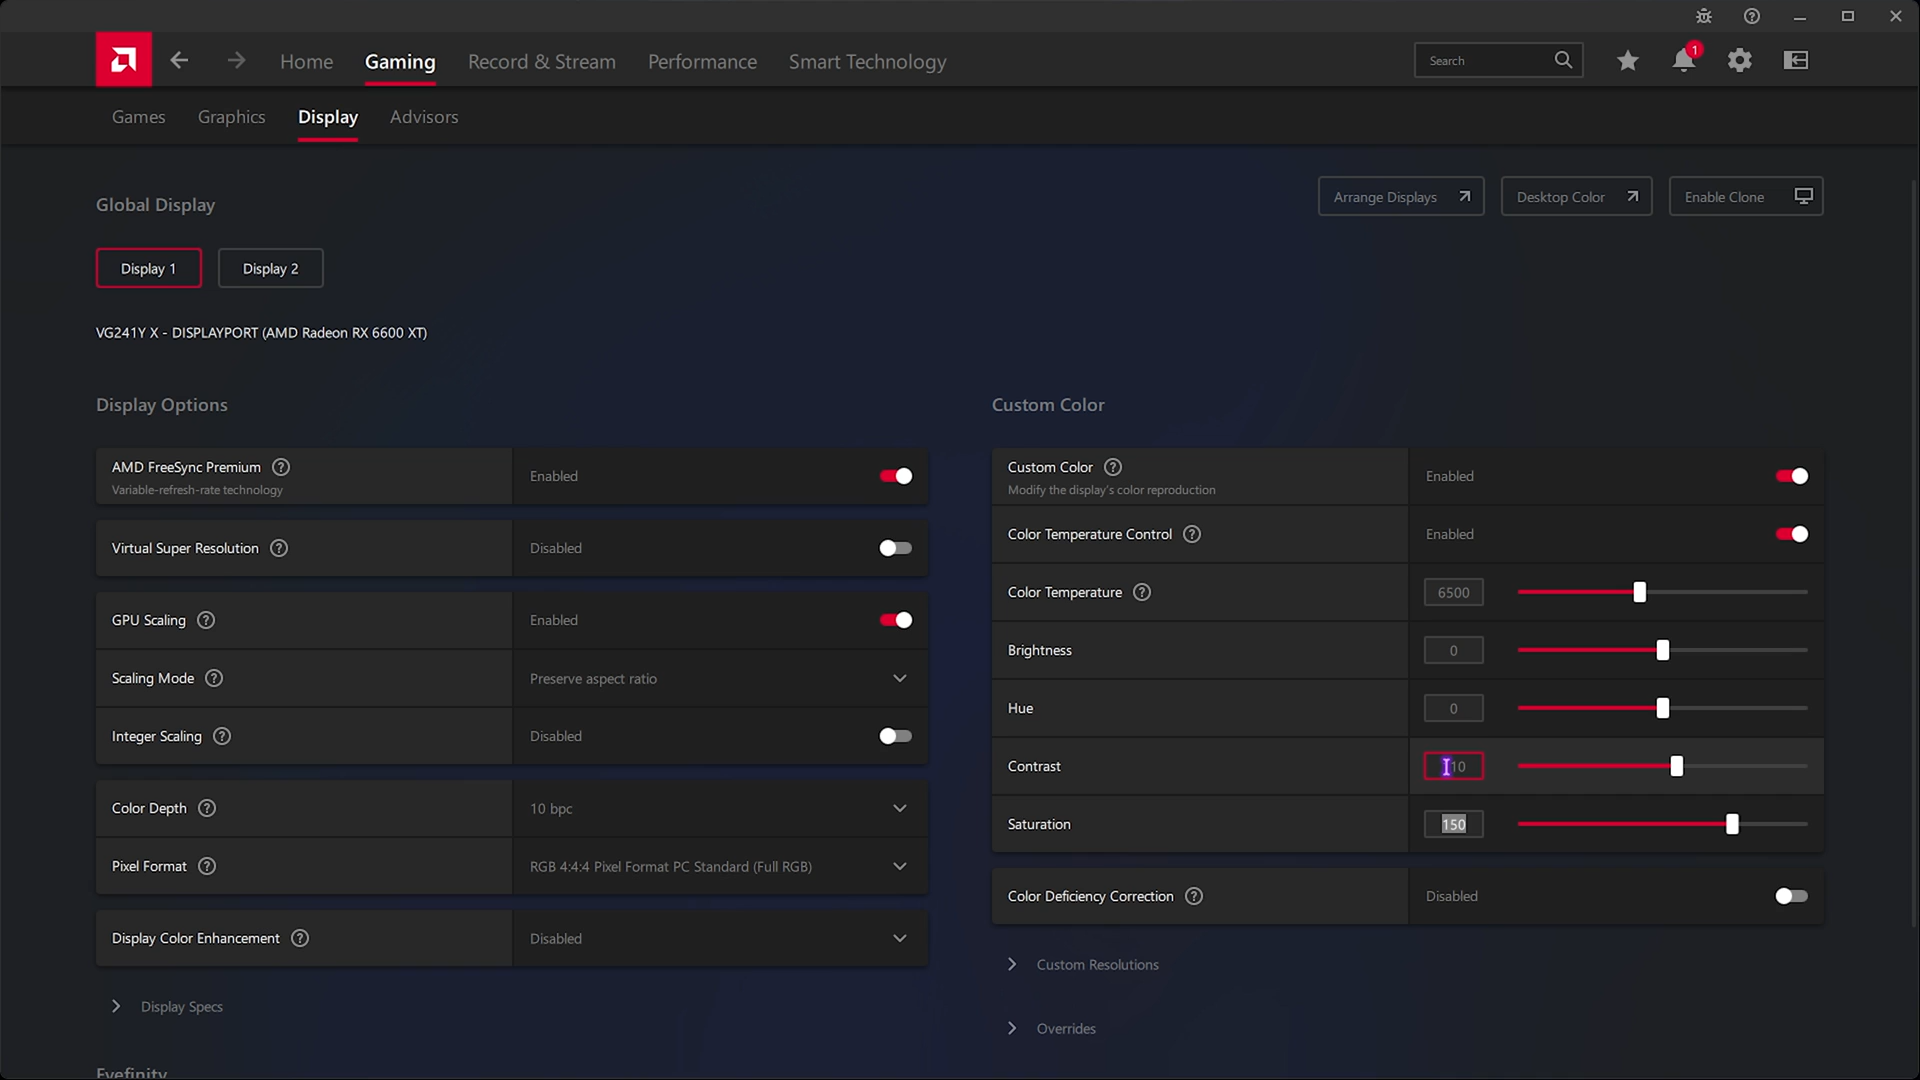 Home
Gaming
Record & Stream
Performance
Smart Technology
Search
1
Games
Graphics
Display
Advisors
Global Display
Arrange Displays
Desktop Color
Enable Clone
Display 1
Display 2
VG241Y X - DISPLAYPORT (AMD Radeon RX 6600 XT)
Display Options
AMD FreeSync Premium
Variable-refresh-rate technology
Enabled
Virtual Super Resolution
Disabled
GPU Scaling
Enabled
Scaling Mode
Preserve aspect ratio
Integer Scaling
Disabled
Color Depth
10 bpc
Pixel Format
RGB 4:4:4 Pixel Format PC Standard (Full RGB)
Display Color Enhancement
Disabled
Display Specs
Eyefinity
Custom Color
Custom Color
Modify the display's color reproduction
Enabled
Color Temperature Control
Enabled
Color Temperature
6500
Brightness
0
Hue
0
Contrast
Saturation
150
Color Deficiency Correction
Disabled
Custom Resolutions
Overrides